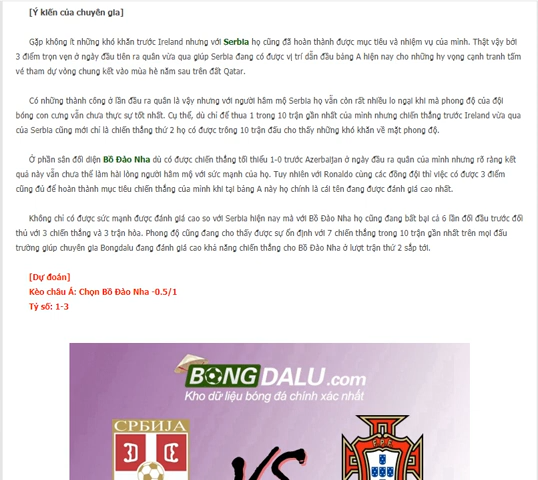 [Ý kiến của chuyên gia]
Gặp không ít những khó khăn trước Ireland nhưng với Serbia họ cũng đã hoàn thành được mục tiêu và nhiệm vụ của mình. Thật vậy bởi
3 điểm trọn vẹn ở ngày đầu tiên ra quân vừa qua giúp Serbia đang có được vị trí dẫn đầu bảng A hiện nay cho những hy vọng cạnh tranh tấm
vé tham dự vòng chung kết vào mùa hè năm sau trên đất Qatar.
Có những thành công ở lần đầu ra quân là vậy nhưng với người hâm mộ Serbia họ vẫn còn rất nhiều lo ngại khi mà phong độ của đội
bóng con cưng vẫn chưa thực sự tốt nhất. Cụ thể, dù chỉ để thua 1 trong 10 trận gần nhất của mình nhưng chiến thắng trước Ireland vừa qua
của Serbia cũng mới chỉ là chiến thắng thứ 2 họ có được trông 10 trận đấu cho thấy những khó khăn về mặt phong độ.
Ở phần sân đối diện Bồ Đào Nha dù có được chiến thắng tối thiểu 1-0 trước Azerbaijan ở ngày đầu ra quân của mình nhưng rõ ràng kết
quả này vẫn chưa thể làm hài lòng người hâm mộ với sức mạnh của họ. Tuy nhiên với Ronaldo cùng các đồng đội thì việc có được 3 điểm
cũng đủ để hoàn thành mục tiêu chiến thắng của mình khi tại bảng A này họ chính là cái tên đang được đánh giá cao nhất.
Không chỉ có được sức mạnh được đánh giá cao so với Serbia hiện nay mà với Bồ Đào Nha họ cũng đang bất bại cả 6 lần đối đầu trước đối
thủ với 3 chiến thắng và 3 trận hòa. Phong độ cũng đang cho thấy được sự ổn định với 7 chiến thắng trong 10 trận gần nhất trên mọi đấu
trường giúp chuyên gia Bongdalu đang đánh giá cao khả năng chiến thắng cho Bồ Đào Nha ở lượt trận thứ 2 sắp tới.
[Dự đoán]
Kèo châu Á: Chọn Bồ Đào Nha -0.5/1
Tỷ số: 1-3
BONGDALU.com
Kho dữ liệu bóng đá chính xác nhất
СРБИЈА
VS
F.P.F.